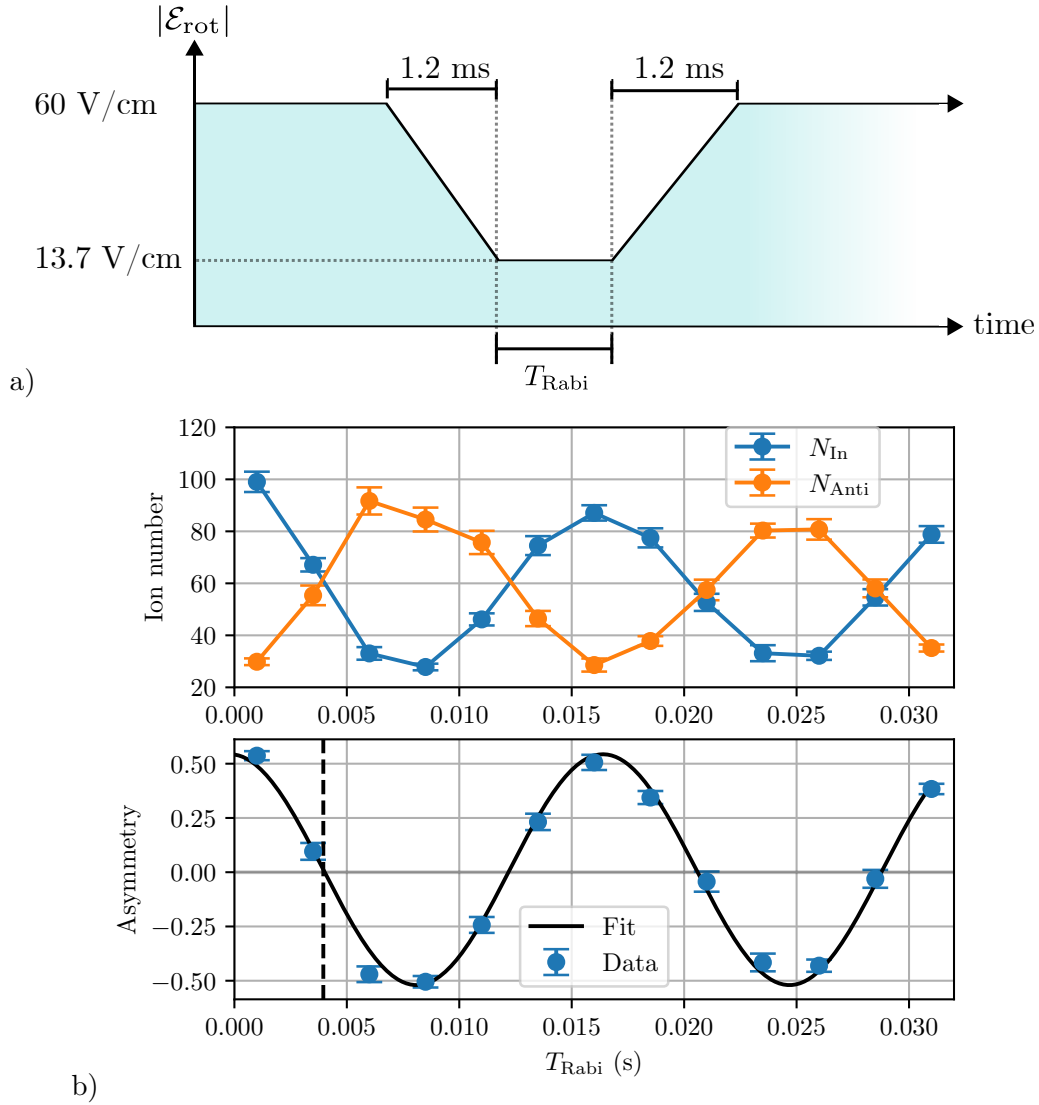 |ℰrot|
1.2 ms 1.2 ms
60 V/cm
13.7 V/cm
time
TRabi
a)
120
100
80
60
40
20
Ion number
NIn
NAnti
0.000 0.005 0.010 0.015 0.020 0.025 0.030
0.50
0.25
0.00
−0.25
−0.50
Asymmetry
Fit
Data
0.000 0.005 0.010 0.015 0.020 0.025 0.030
TRabi (s)
b)